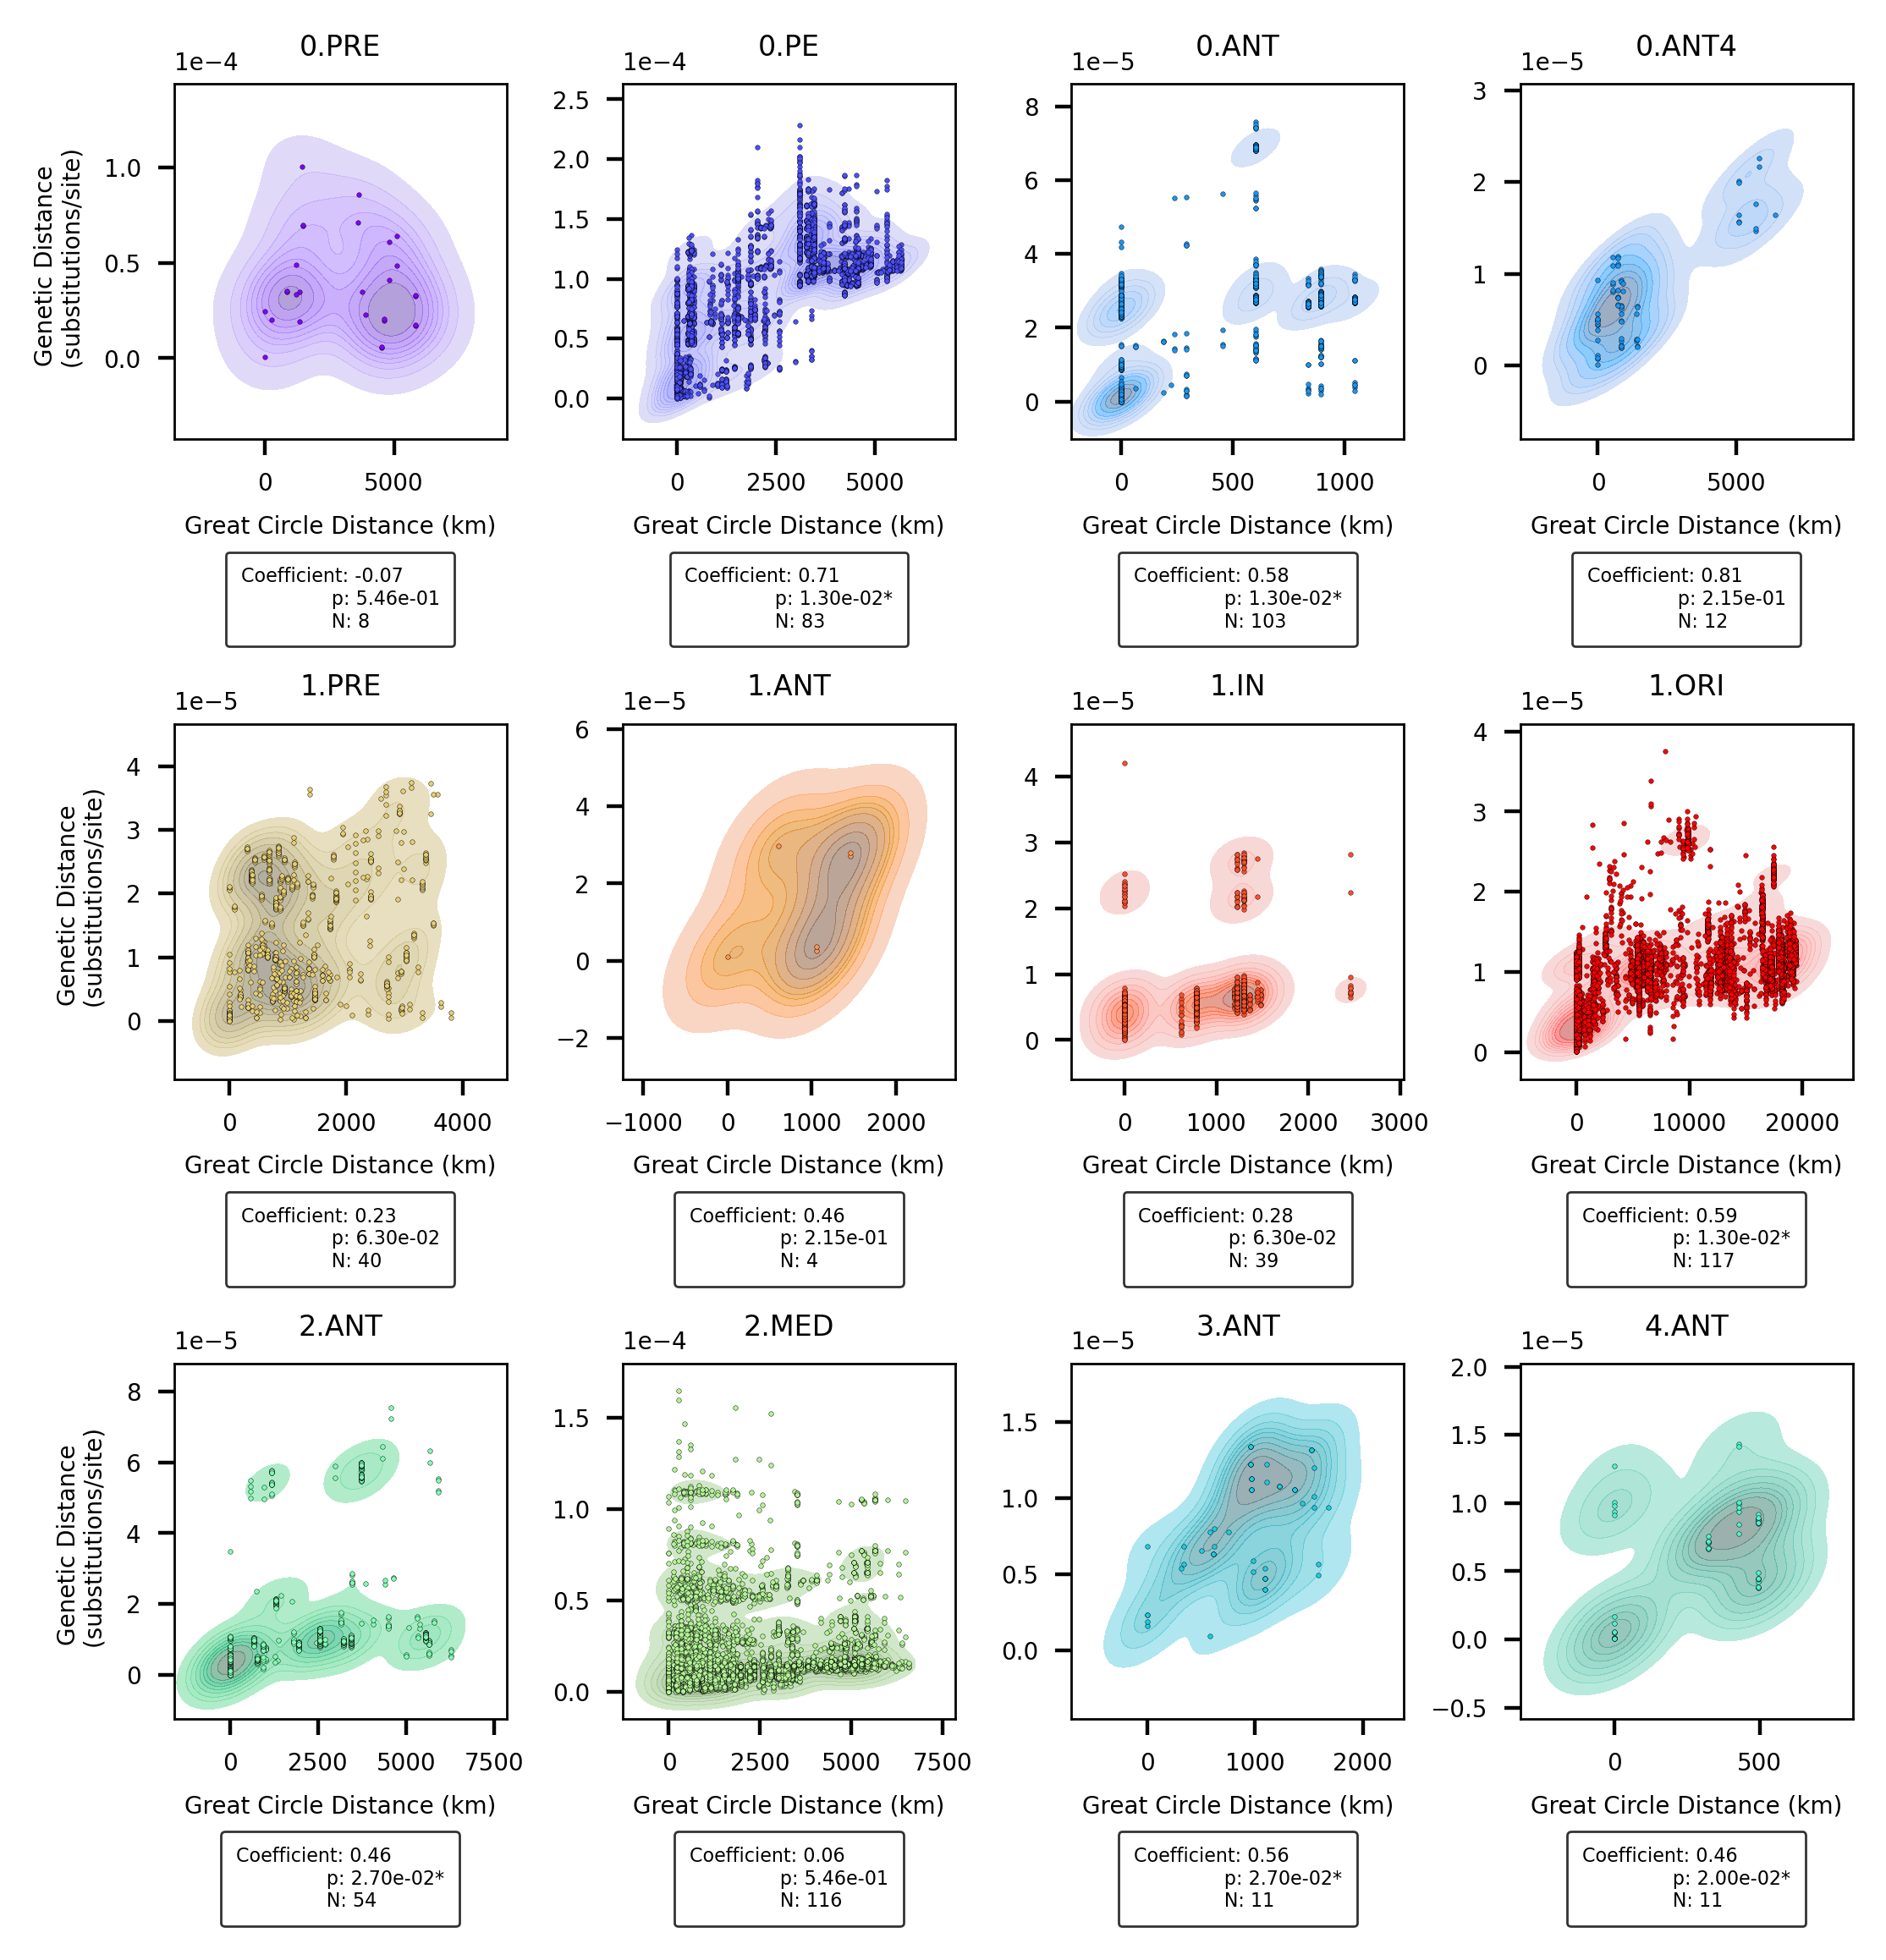 0.PRE 0.PE 0.ANT 0.ANT4
1e−4 1e−4 1e−5 1e−5
Genetic Distance
(substitutions/site)
1.0
0.5
0.0
2.5
2.0
1.5
1.0
0.5
0.0
8
6
4
2
0
3
2
1
0
0 5000 0 2500 5000 0 500 1000 0 5000
Great Circle Distance (km) Great Circle Distance (km) Great Circle Distance (km) Great Circle Distance (km)
Coefficient: -0.07
p: 5.46e-01
N: 8
Coefficient: 0.71
p: 1.30e-02*
N: 83
Coefficient: 0.58
p: 1.30e-02*
N: 103
Coefficient: 0.81
p: 2.15e-01
N: 12
1.PRE 1.ANT 1.IN 1.ORI
1e−5 1e−5 1e−5 1e−5
Genetic Distance
(substitutions/site)
4
3
2
1
0
6
4
2
0
−2
4
3
2
1
0
4
3
2
1
0
0 2000 4000 −1000 0 1000 2000 0 1000 2000 3000 0 10000 20000
Great Circle Distance (km) Great Circle Distance (km) Great Circle Distance (km) Great Circle Distance (km)
Coefficient: 0.23
p: 6.30e-02
N: 40
Coefficient: 0.46
p: 2.15e-01
N: 4
Coefficient: 0.28
p: 6.30e-02
N: 39
Coefficient: 0.59
p: 1.30e-02*
N: 117
2.ANT 2.MED 3.ANT 4.ANT
1e−5 1e−4 1e−5 1e−5
Genetic Distance
(substitutions/site)
8
6
4
2
0
1.5
1.0
0.5
0.0
1.5
1.0
0.5
0.0
2.0
1.5
1.0
0.5
0.0
−0.5
0 2500 5000 7500 0 2500 5000 7500 0 1000 2000 0 500
Great Circle Distance (km) Great Circle Distance (km) Great Circle Distance (km) Great Circle Distance (km)
Coefficient: 0.46
p: 2.70e-02*
N: 54
Coefficient: 0.06
p: 5.46e-01
N: 116
Coefficient: 0.56
p: 2.70e-02*
N: 11
Coefficient: 0.46
p: 2.00e-02*
N: 11